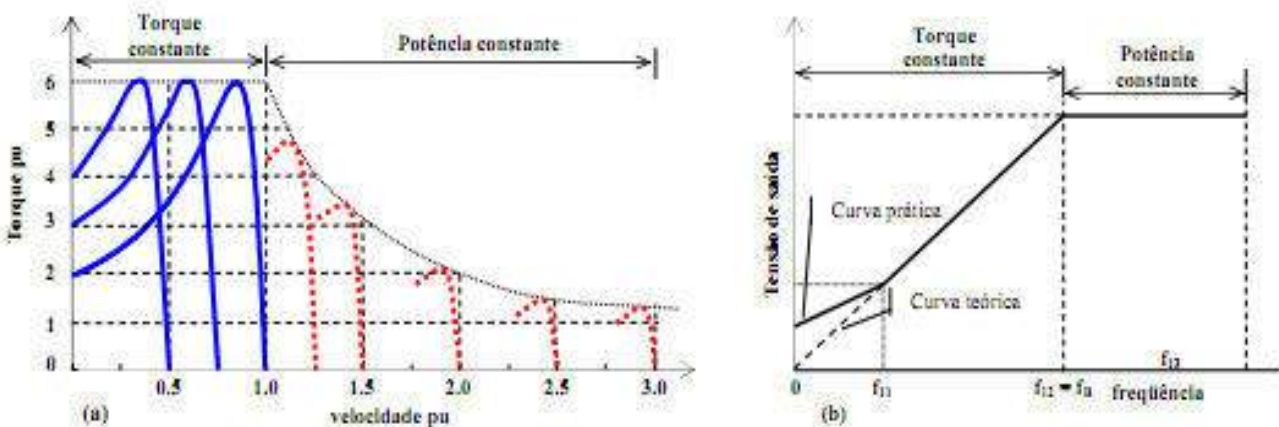 Torque
constante
Potência constante
Torque pu
6
5
4
3
2
1
0
0.5
1.0
1.5
2.0
2.5
3.0
velocidade pu
(a)
Torque
constante
Potência
constante
Tensão de saída
Curva prática
Curva teórica
0
f11
f12 = fn
f13
freqüência
(b)